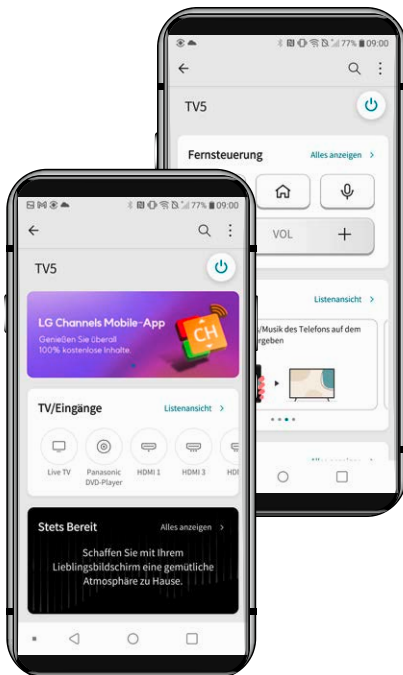 77% 09:00
TV5
Fernsteuerung Alles anzeigen >
VOL +
Listenansicht >
/Musik des Telefons auf dem
rgeben
77% 09:00
TV5
LG Channels Mobile-App
Genießen Sie überall
100% kostenlose Inhalte.
CH
TV/Eingänge Listenansicht >
Live TV Panasonic DVD-Player HDMI 1 HDMI 3 HDI
Stets Bereit Alles anzeigen >
Schaffen Sie mit Ihrem
Lieblingsbildschirm eine gemütliche
Atmosphäre zu Hause.